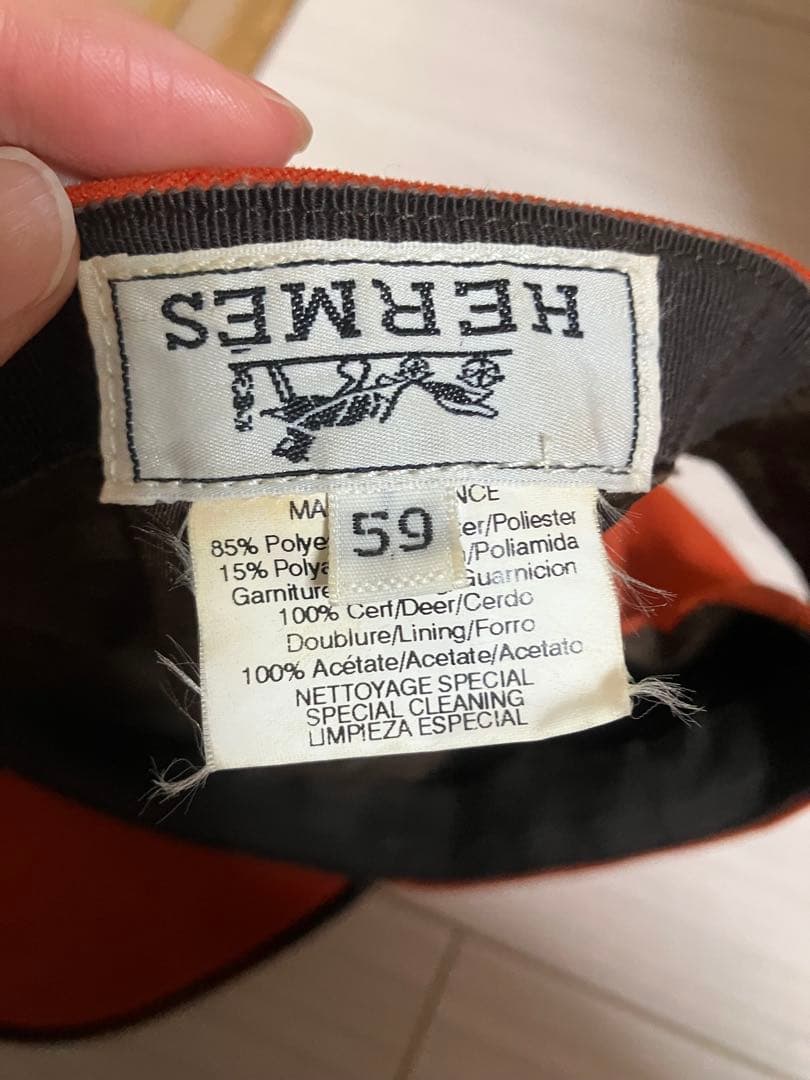 HERMES
59
MA NCE
85% Polye er/Poliester
15% Polya /Poliamida
Garniture Guarnicion
100% Cerf/Deer/Cerdo
Doublure/Lining/Forro
100% Acétate/Acetate/Acetato
NETTOYAGE SPECIAL
SPECIAL CLEANING
LIMPIEZA ESPECIAL